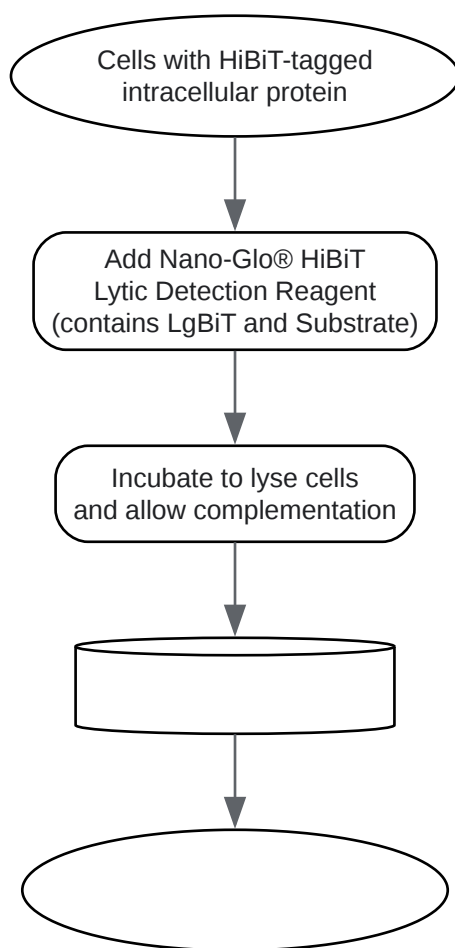 Cells with HiBiT-tagged
intracellular protein
Add Nano-Glo® HiBiT
Lytic Detection Reagent
(contains LgBiT and Substrate)
Incubate to lyse cells
and allow complementation